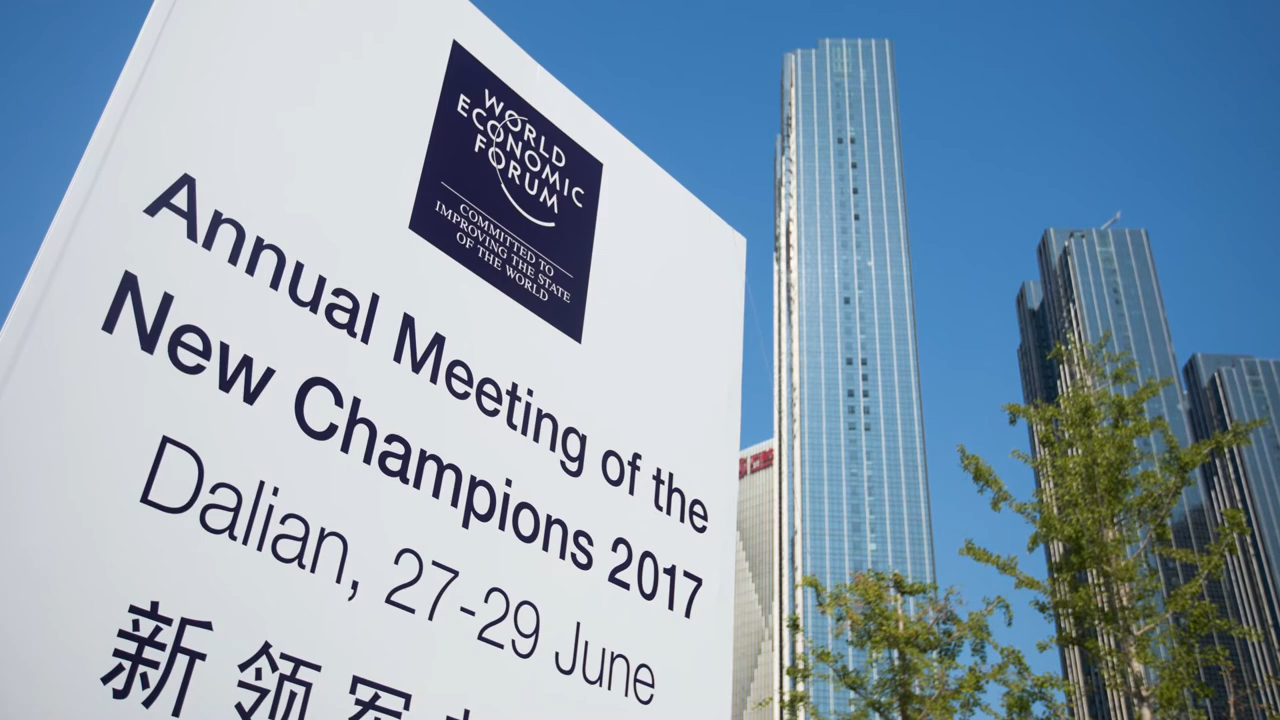 WORLD
ECONOMIC
FORUM
COMMITTED TO
IMPROVING THE STATE
OF THE WORLD
Annual Meeting of the
New Champions 2017
Dalian, 27-29 June
新领军